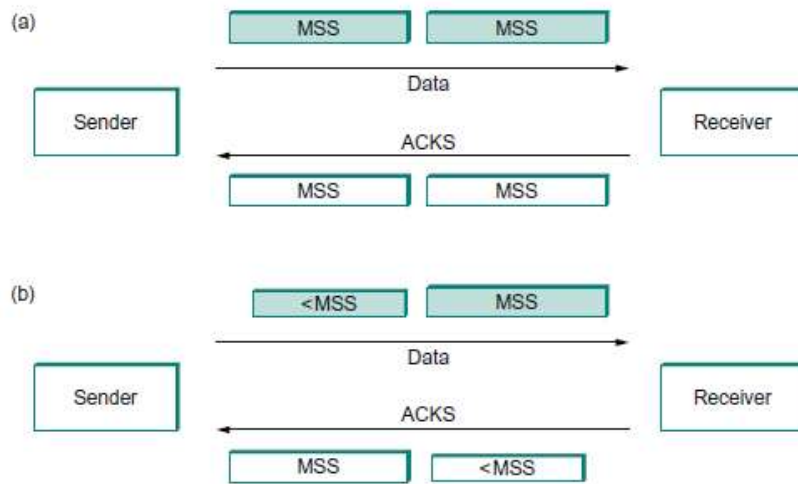 (a)
MSS MSS
Data
Sender Receiver
ACKS
MSS MSS
(b)
<MSS MSS
Data
Sender Receiver
ACKS
MSS <MSS